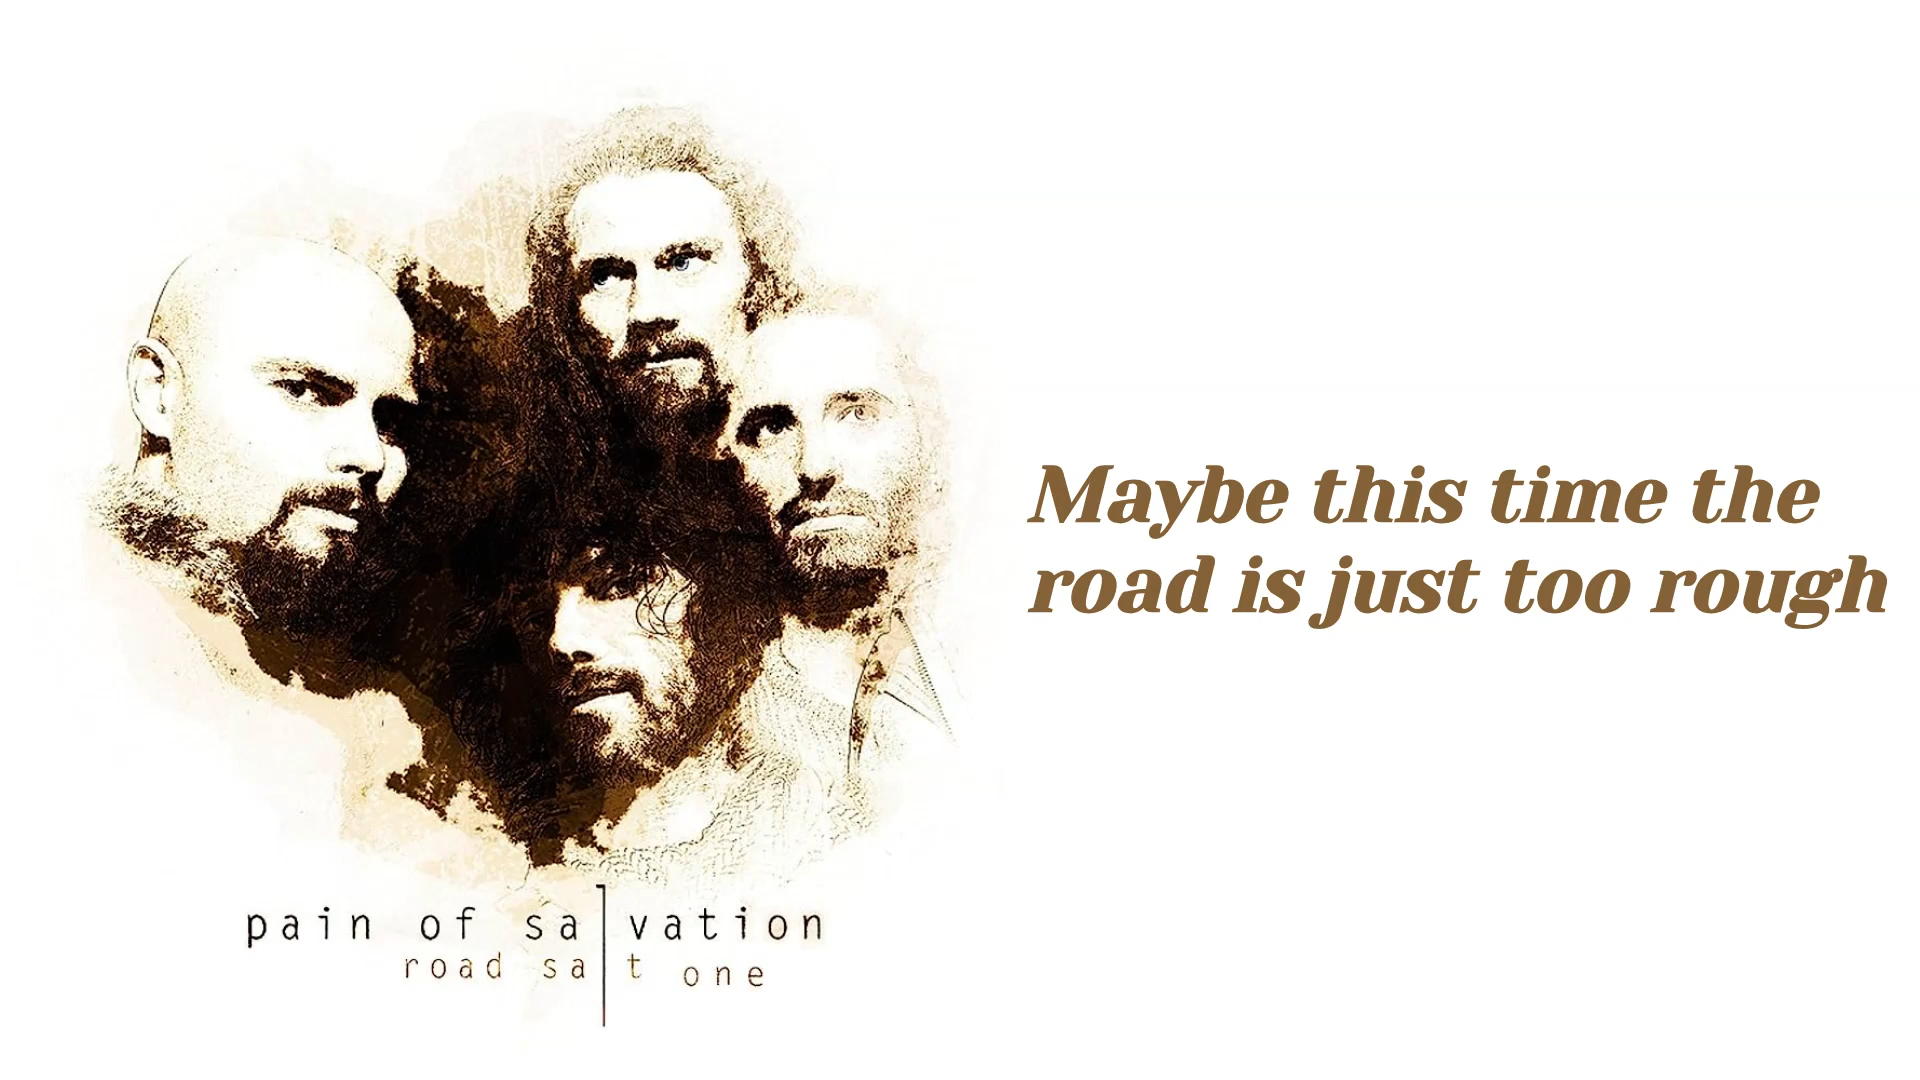 Maybe this time the
road is just too rough
pain of salvation
road salt one